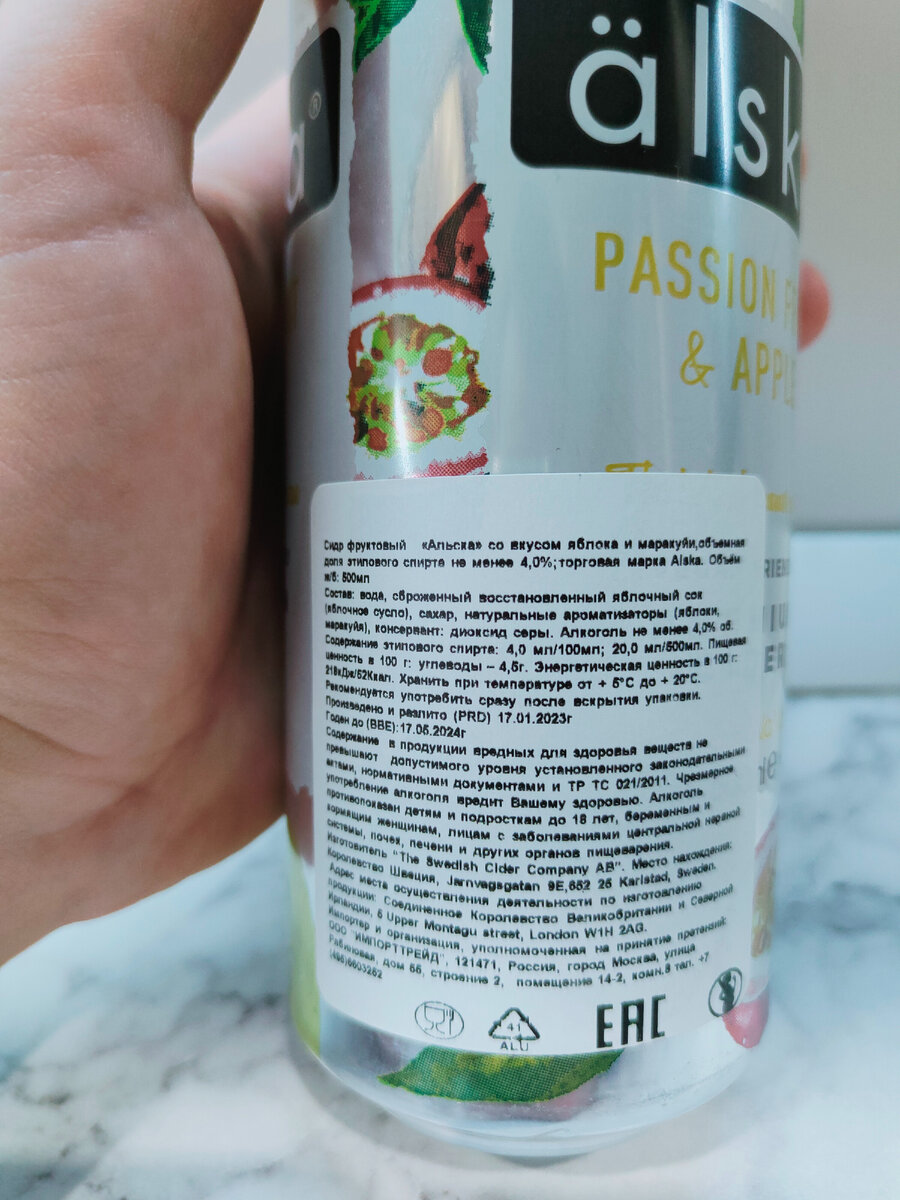 älsk
a®
PASSION
& APPL
Сидр фруктовый «Альска» со вкусом яблока и маракуйи,объемная
доля этилового спирта не менее 4,0%;торговая марка Alska. Объём
ж/б: 500мл
Состав: вода, сброженный восстановленный яблочный сок
(яблочное сусло), сахар, натуральные ароматизаторы (яблоки,
маракуйя), консервант: диоксид серы. Алкоголь не менее 4,0% об.
Содержание этилового спирта: 4,0 мл/100мл; 20,0 мл/500мл. Пищевая
ценность в 100 г: углеводы – 4,5г. Энергетическая ценность в 100 г:
218кДж/52Ккал. Хранить при температуре от + 5°С до + 20°С.
Рекомендуется употребить сразу после вскрытия упаковки.
Произведено и разлито (PRD) 17.01.2023г
Годен до (BBE):17.05.2024г
Содержание в продукции вредных для здоровья веществ не
превышают допустимого уровня установленного законодательными
актами, нормативными документами и ТР ТС 021/2011. Чрезмерное
употребление алкоголя вредит Вашему здоровью. Алкоголь
противопоказан детям и подросткам до 18 лет, беременным и
кормящим женщинам, лицам с заболеваниями центральной нервной
системы, почек, печени и других органов пищеварения.
Изготовитель "The Swedish Cider Company AB". Место нахождения:
Королевство Швеция, Jarnvagsgatan 9E,652 25 Karlstad, Sweden.
Адрес места осуществления деятельности по изготовлению
продукции: Соединенное Королевство Великобритании и Северной
Ирландии, 5 Upper Montagu street, London W1H 2AG.
Импортер и организация, уполномоченная на принятие претензий:
ООО "ИМПОРТТРЕЙД", 121471, Россия, город Москва, улица
Рябиновая, дом 55, строение 2, помещение 14-2, комн.8 тел. +7
(495)6603262
41
ALU
EAC